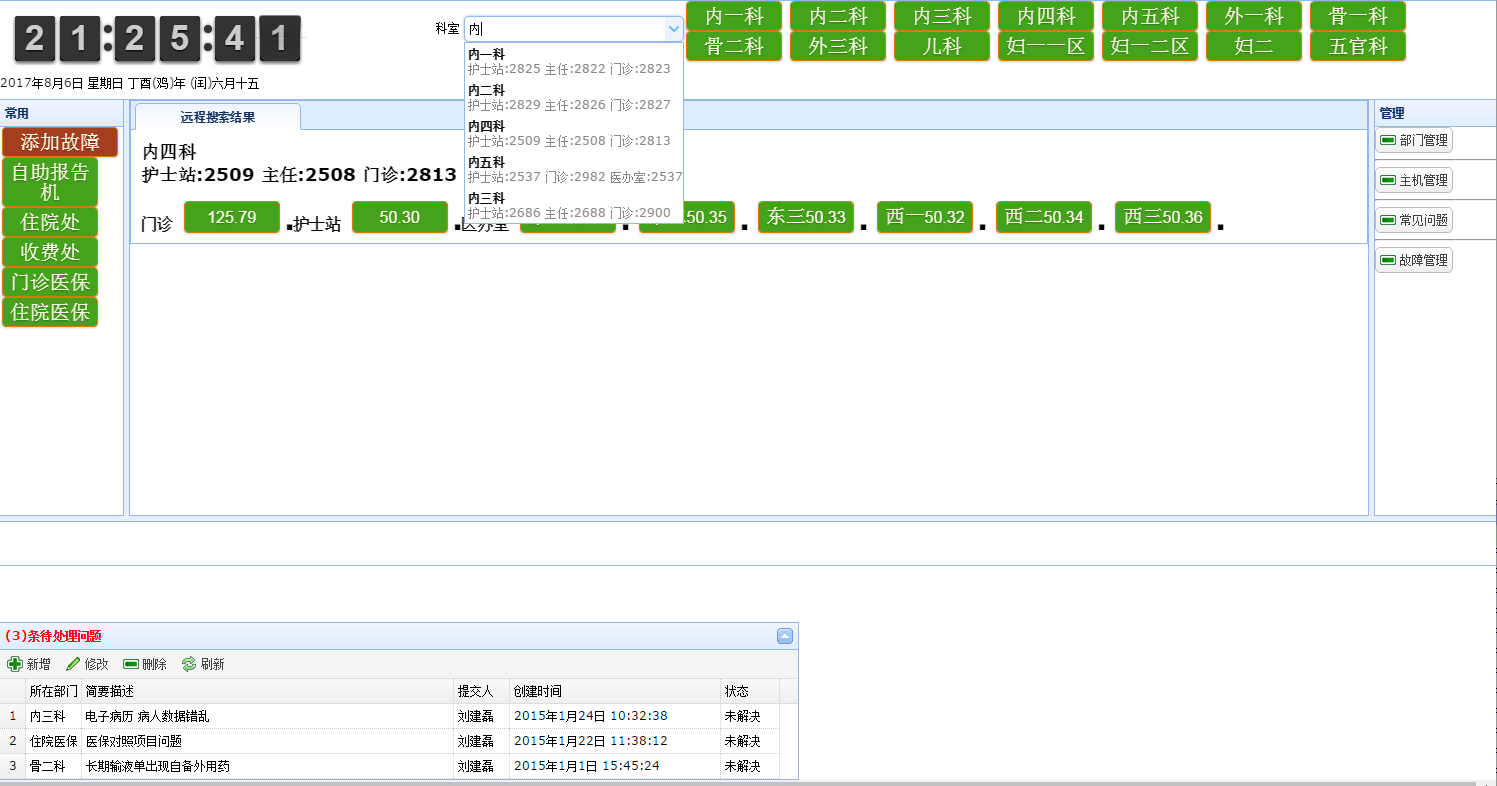 21:25:41
2017年8月6日 星期日 丁酉(鸡)年 (闰)六月十五
科室 内
内一科 内二科 内三科 内四科 内五科 外一科 骨一科
骨二科 外三科 儿科 妇一一区 妇一二区 妇二 五官科
内一科
护士站:2825 主任:2822 门诊:2823
内二科
护士站:2829 主任:2826 门诊:2827
内四科
护士站:2509 主任:2508 门诊:2813
内五科
护士站:2537 门诊:2982 医办室:2537
内三科
护士站:2686 主任:2688 门诊:2900
常用
添加故障
自助报告
机
住院处
收费处
门诊医保
住院医保
远程搜索结果
内四科
护士站:2509 主任:2508 门诊:2813
门诊 125.79 .护士站 50.30 .医办室 . .50.35 . 东三50.33 . 西一50.32 . 西二50.34 . 西三50.36 .
管理
部门管理
主机管理
常见问题
故障管理
(3)条待处理问题
新增 修改 删除 刷新
所在部门 简要描述 提交人 创建时间 状态
1 内三科 电子病历 病人数据错乱 刘建磊 2015年1月24日 10:32:38 未解决
2 住院医保 医保对照项目问题 刘建磊 2015年1月22日 11:38:12 未解决
3 骨二科 长期输液单出现自备外用药 刘建磊 2015年1月1日 15:45:24 未解决